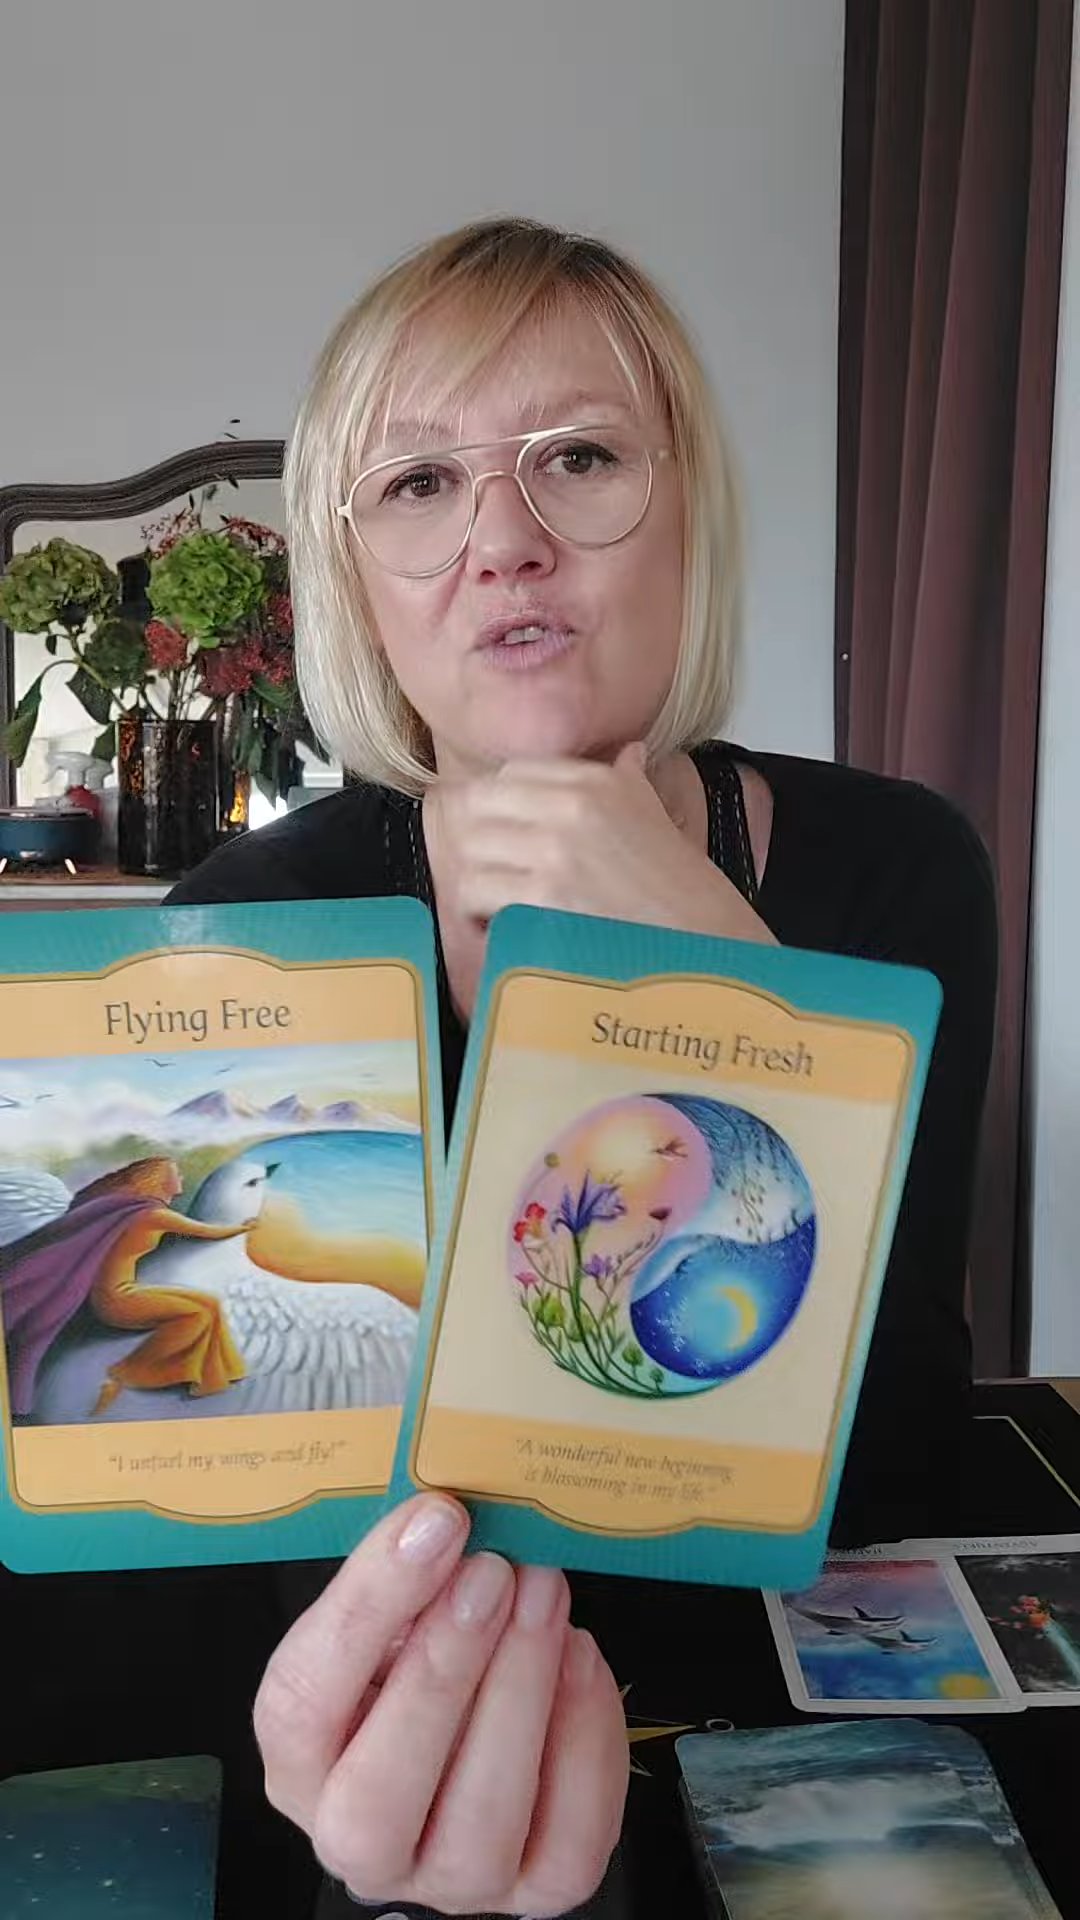 Flying Free
"I unfurl my wings and fly!"
Starting Fresh
"A wonderful new beginning
is blossoming in my life."